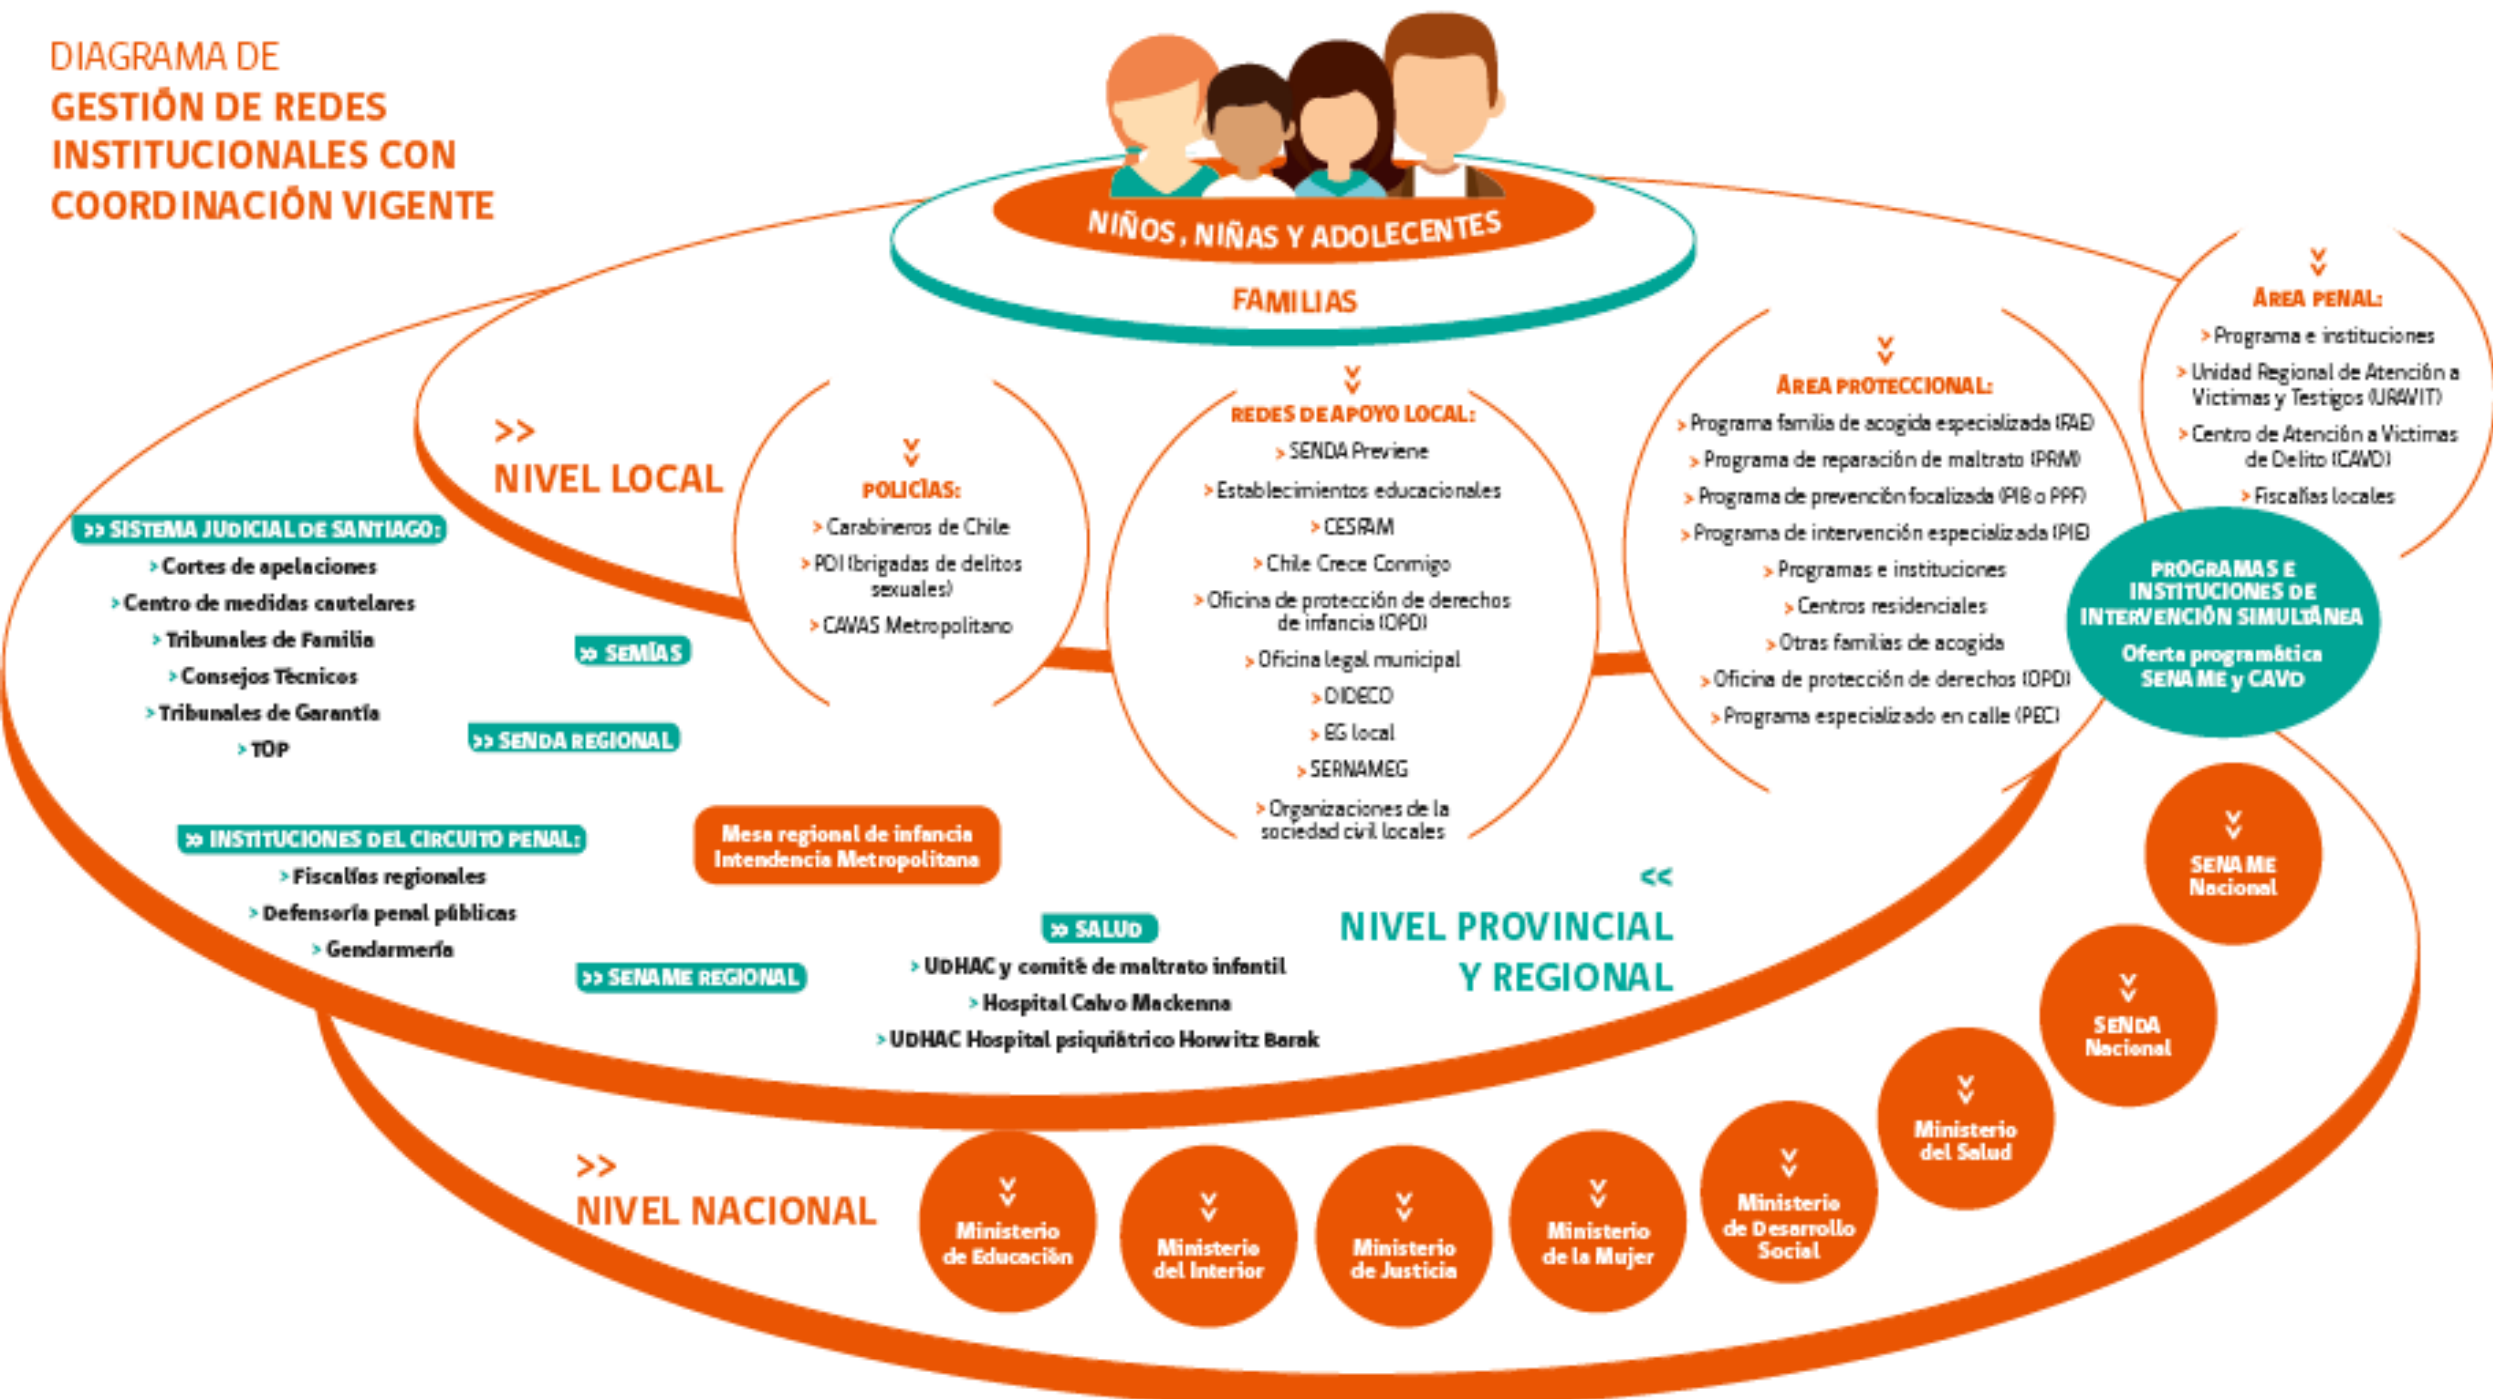 DIAGRAMA DE
GESTIÓN DE REDES
INSTITUCIONALES CON
COORDINACIÓN VIGENTE
NIÑOS, NIÑAS Y ADOLECENTES
FAMILIAS
>>
NIVEL LOCAL
POLICÍAS:
> Carabineros de Chile
> PDI (brigadas de delitos
sexuales)
> CAVAS Metropolitano
REDES DE APOYO LOCAL:
> SENDA Previene
> Establecimientos educacionales
> CESFAM
> Chile Crece Conmigo
> Oficina de protección de derechos
de infancia (OPD)
> Oficina legal municipal
> DIDECO
> EG local
> SERNAMEG
> Organizaciones de la
sociedad civil locales
ÁREA PROTECCIONAL:
> Programa familia de acogida especializada (FAE)
> Programa de reparación de maltrato (PRM)
> Programa de prevención focalizada (PIB o PPF)
> Programa de intervención especializada (PIE)
> Programas e instituciones
> Centros residenciales
> Otras familias de acogida
> Oficina de protección de derechos (OPD)
> Programa especializado en calle (PEC)
ÁREA PENAL:
> Programa e instituciones
> Unidad Regional de Atención a
Victimas y Testigos (URAVIT)
> Centro de Atención a Victimas
de Delito (CAVD)
> Fiscalías locales
PROGRAMAS E
INSTITUCIONES DE
INTERVENCIÓN SIMULTÁNEA
Oferta programática
SENAME y CAVD
>> SISTEMA JUDICIAL DE SANTIAGO:
> Cortes de apelaciones
> Centro de medidas cautelares
> Tribunales de Familia
> Consejos Técnicos
> Tribunales de Garantía
> TOP
>> SEMÍAS
>> SENDA REGIONAL
>> INSTITUCIONES DEL CIRCUITO PENAL:
> Fiscalías regionales
> Defensoría penal públicas
> Gendarmería
Mesa regional de infancia
Intendencia Metropolitana
>> SENAME REGIONAL
>> SALUD
> UDHAC y comité de maltrato infantil
> Hospital Calvo Mackenna
> UDHAC Hospital psiquiátrico Horwitz Barak
<<
NIVEL PROVINCIAL
Y REGIONAL
>>
NIVEL NACIONAL
Ministerio
de Educación
Ministerio
del Interior
Ministerio
de Justicia
Ministerio
de la Mujer
Ministerio
de Desarrollo
Social
Ministerio
del Salud
SENDA
Nacional
SENAME
Nacional